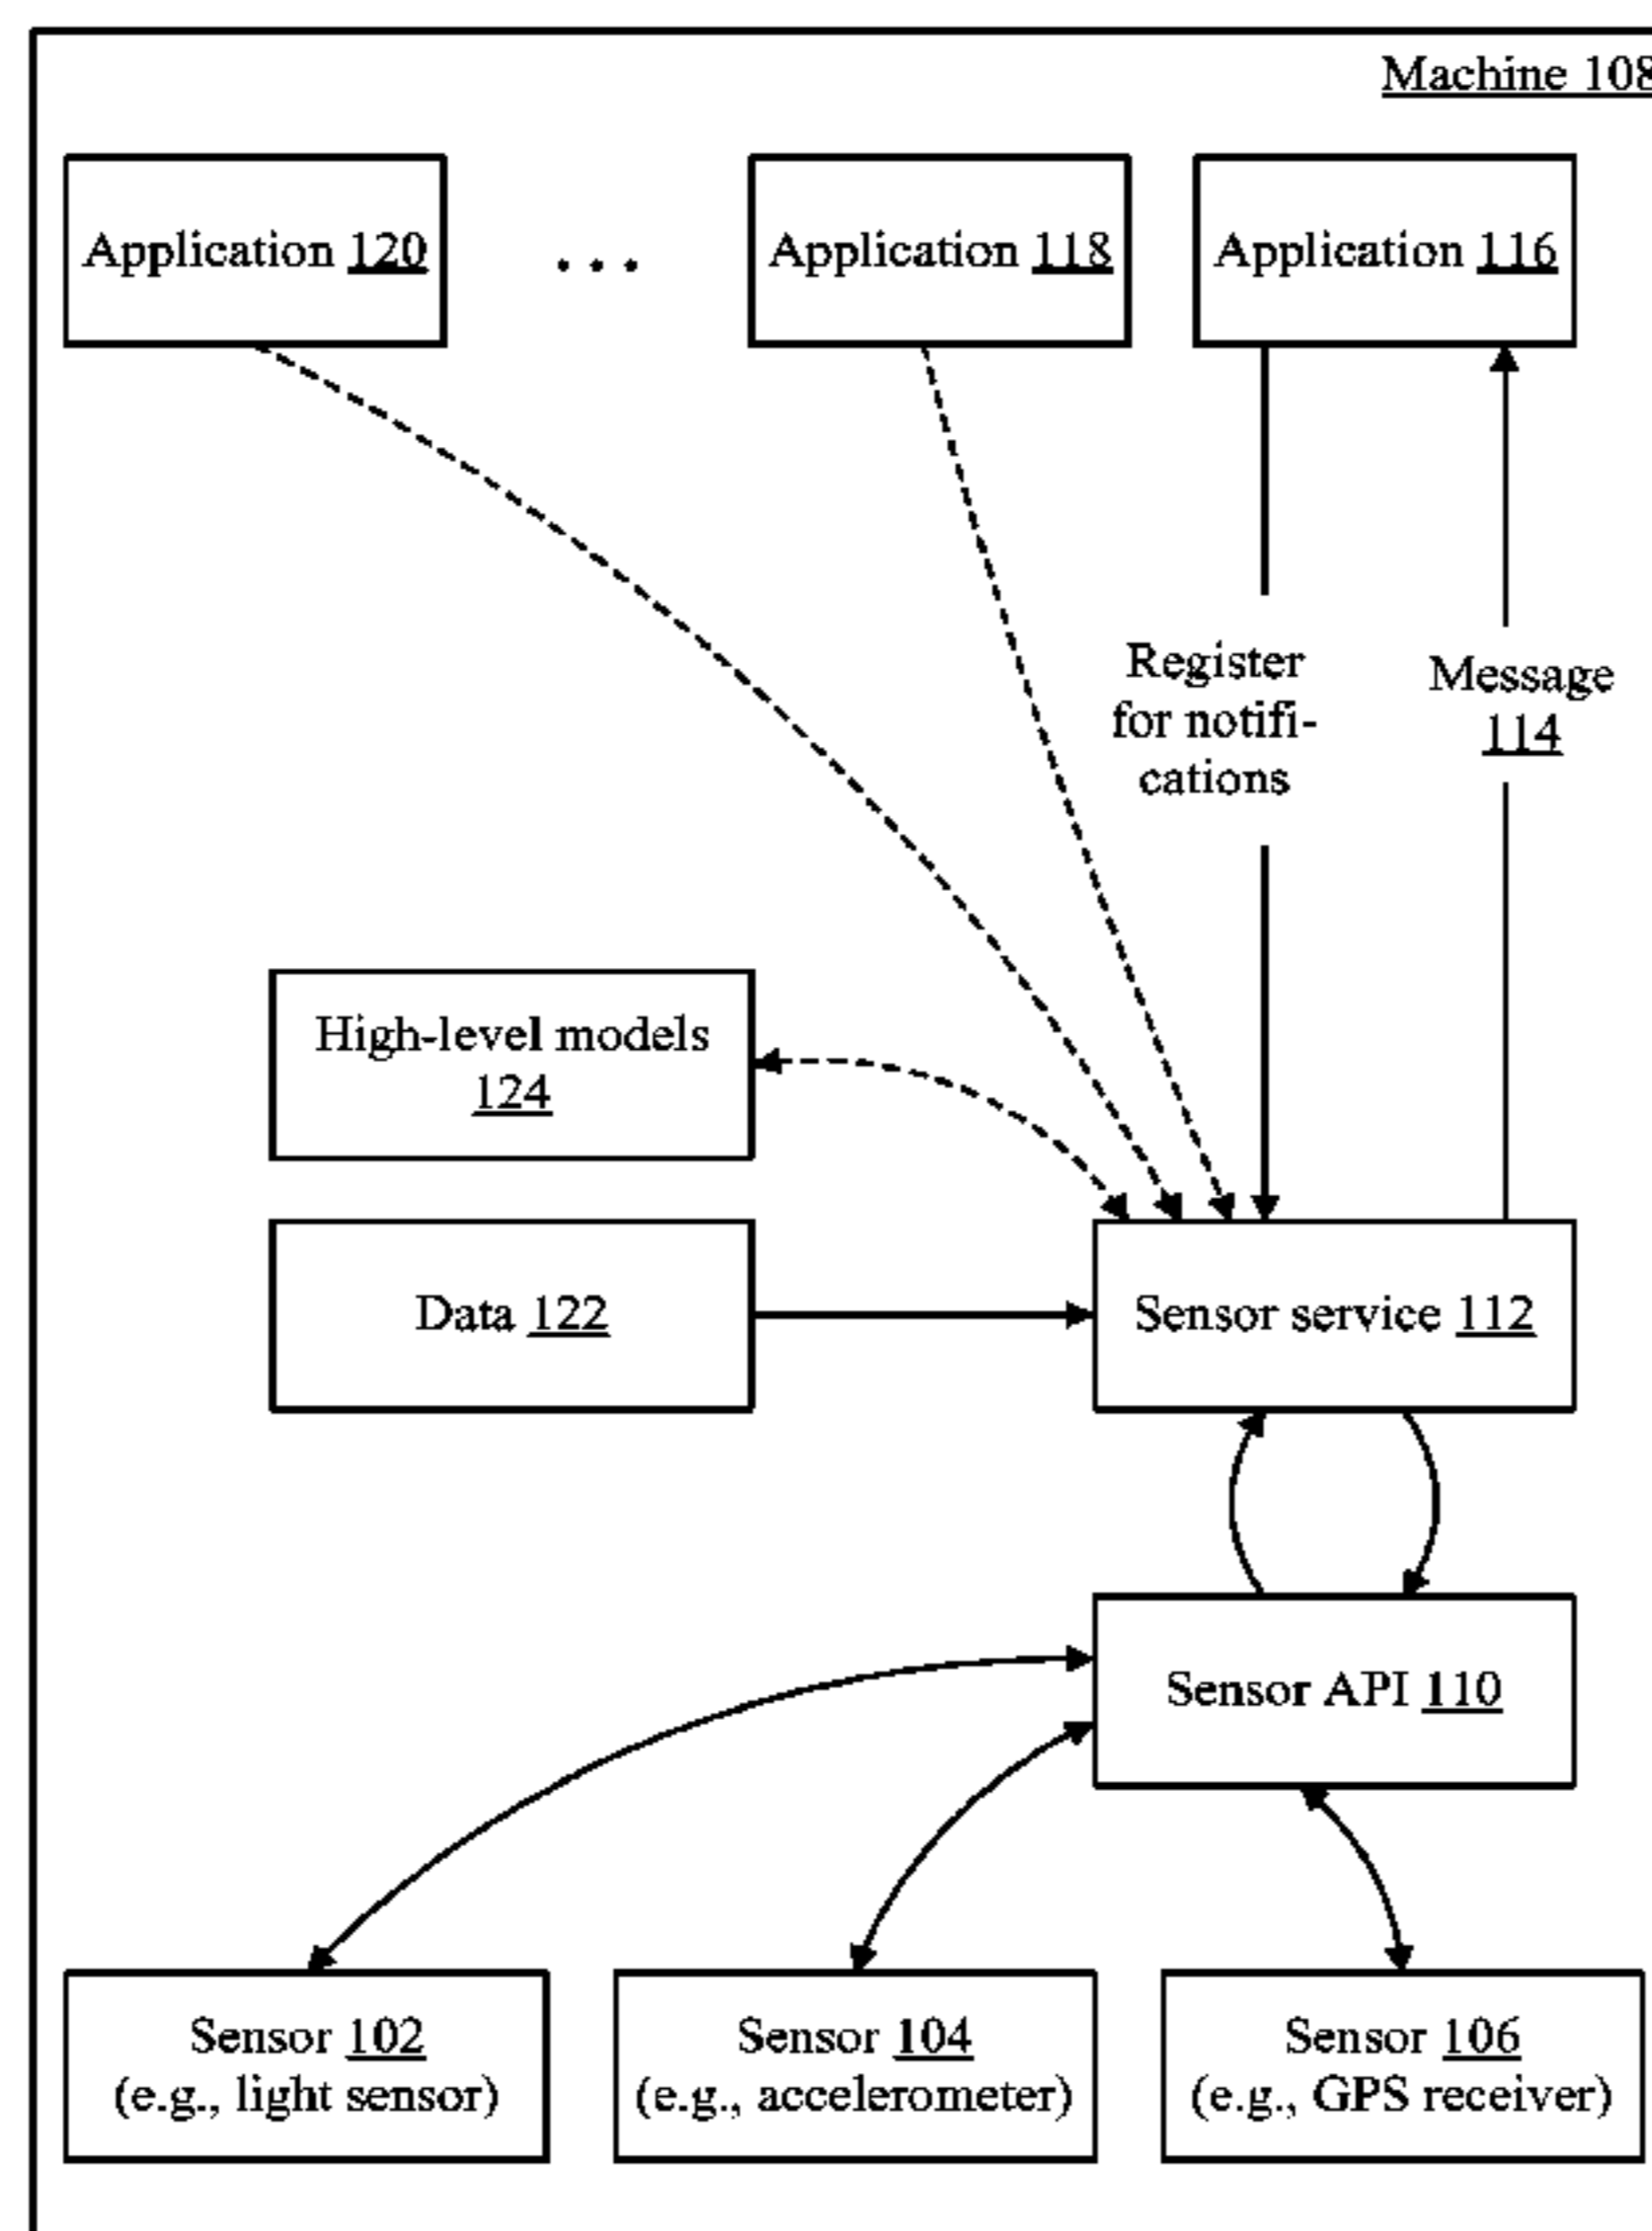 Machine 108
Application 120
. . .
Application 118
Application 116
Register
for notifi-
cations
Message
114
High-level models
124
Data 122
Sensor service 112
Sensor API 110
Sensor 102
(e.g., light sensor)
Sensor 104
(e.g., accelerometer)
Sensor 106
(e.g., GPS receiver)